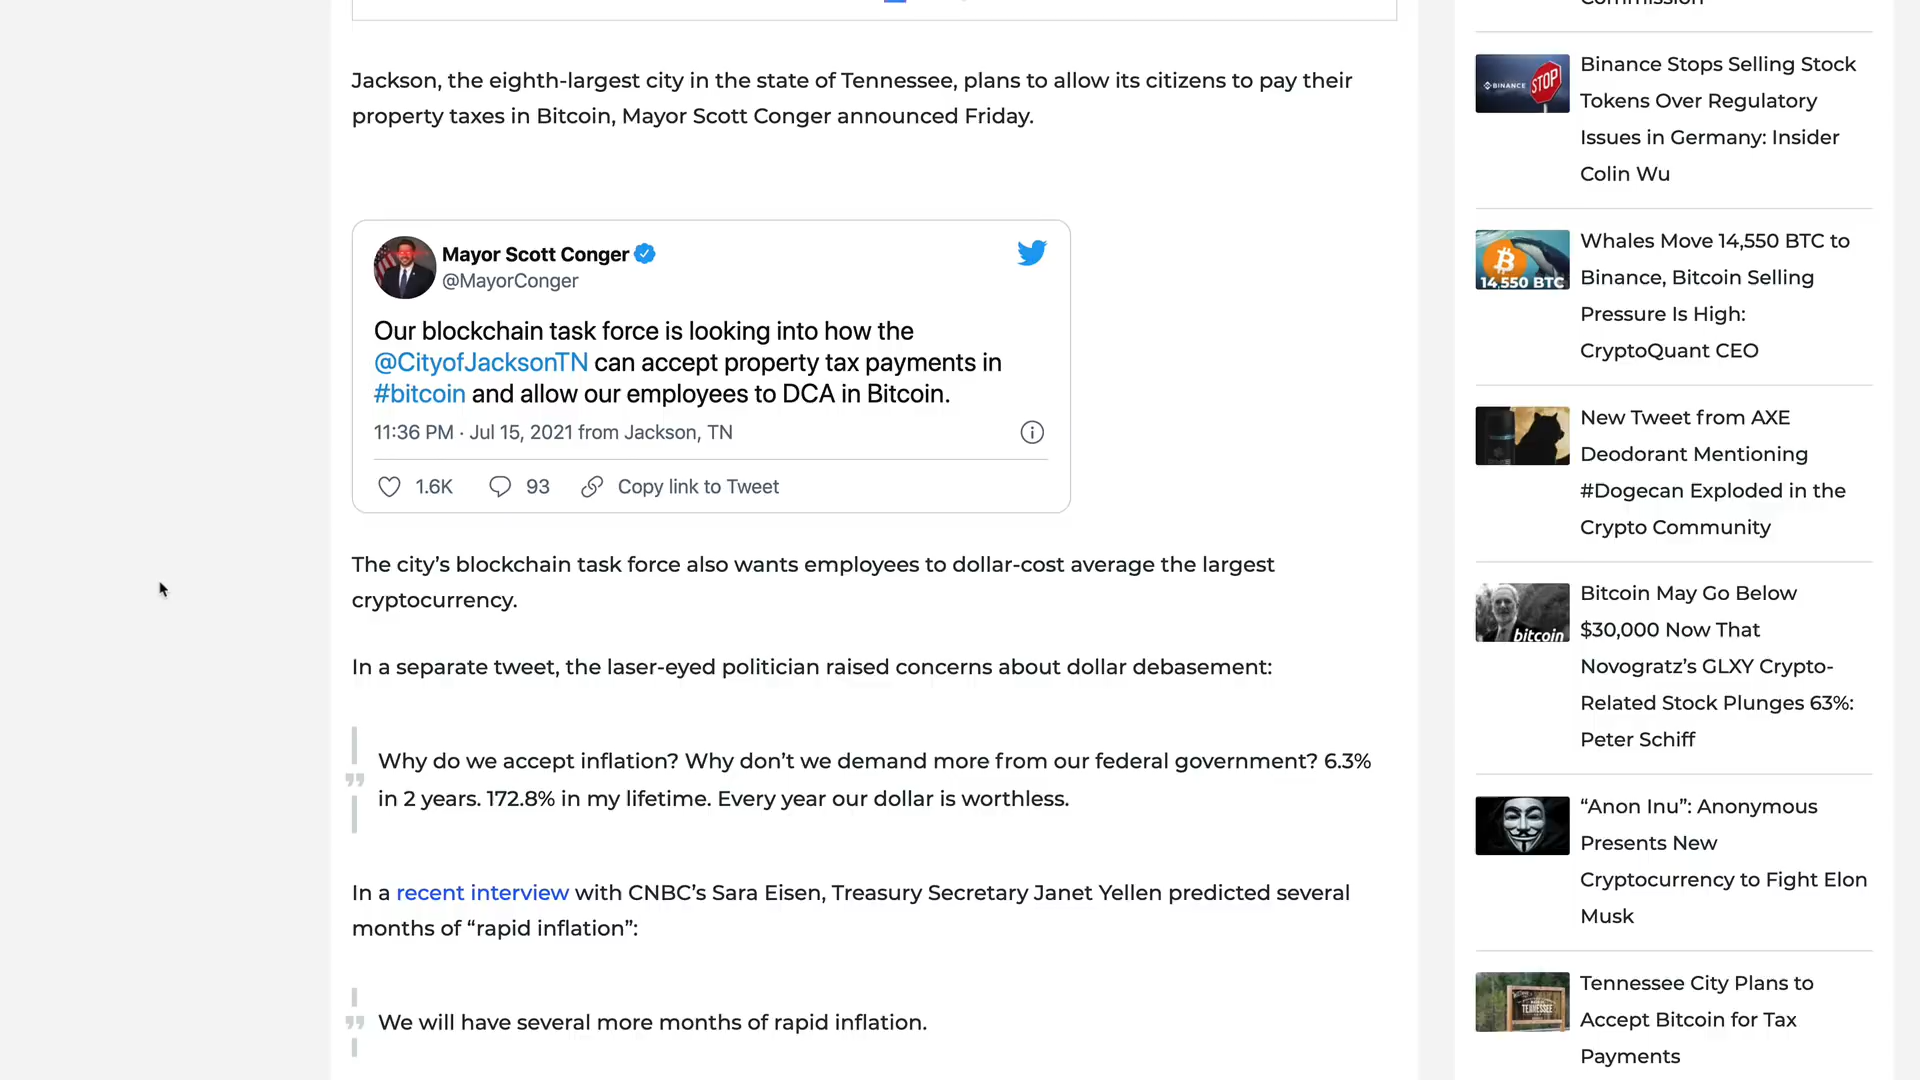 Jackson, the eighth-largest city in the state of Tennessee, plans to allow its citizens to pay their
property taxes in Bitcoin, Mayor Scott Conger announced Friday.
Mayor Scott Conger
@MayorConger
Our blockchain task force is looking into how the
@CityofJacksonTN can accept property tax payments in
#bitcoin and allow our employees to DCA in Bitcoin.
11:36 PM · Jul 15, 2021 from Jackson, TN
1.6K 93 Copy link to Tweet
The city’s blockchain task force also wants employees to dollar-cost average the largest
cryptocurrency.
In a separate tweet, the laser-eyed politician raised concerns about dollar debasement:
Why do we accept inflation? Why don’t we demand more from our federal government? 6.3%
in 2 years. 172.8% in my lifetime. Every year our dollar is worthless.
In a recent interview with CNBC’s Sara Eisen, Treasury Secretary Janet Yellen predicted several
months of “rapid inflation”:
We will have several more months of rapid inflation.
BINANCE
STOP
Binance Stops Selling Stock
Tokens Over Regulatory
Issues in Germany: Insider
Colin Wu
14,550 BTC
Whales Move 14,550 BTC to
Binance, Bitcoin Selling
Pressure Is High:
CryptoQuant CEO
New Tweet from AXE
Deodorant Mentioning
#Dogecan Exploded in the
Crypto Community
bitcoin
Bitcoin May Go Below
$30,000 Now That
Novogratz’s GLXY Crypto-
Related Stock Plunges 63%:
Peter Schiff
“Anon Inu”: Anonymous
Presents New
Cryptocurrency to Fight Elon
Musk
TENNESSEE
Tennessee City Plans to
Accept Bitcoin for Tax
Payments